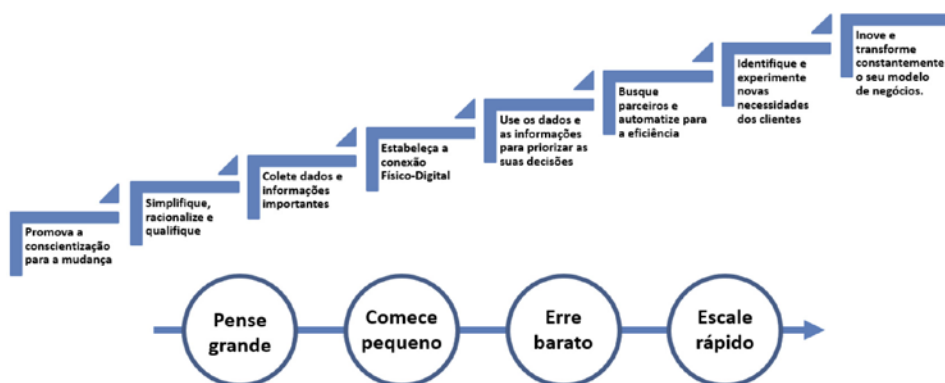 Promova a
conscientização
para a mudança
Simplifique,
racionalize e
qualifique
Colete dados e
informações
importantes
Estabeleça a
conexão
Físico-Digital
Use os dados e
as informações
para priorizar as
suas decisões
Busque
parceiros e
automatize para
a eficiência
Identifique e
experimente
novas
necessidades
dos clientes
Inove e
transforme
constantemente
o seu modelo
de negócios.
Pense
grande
Comece
pequeno
Erre
barato
Escale
rápido